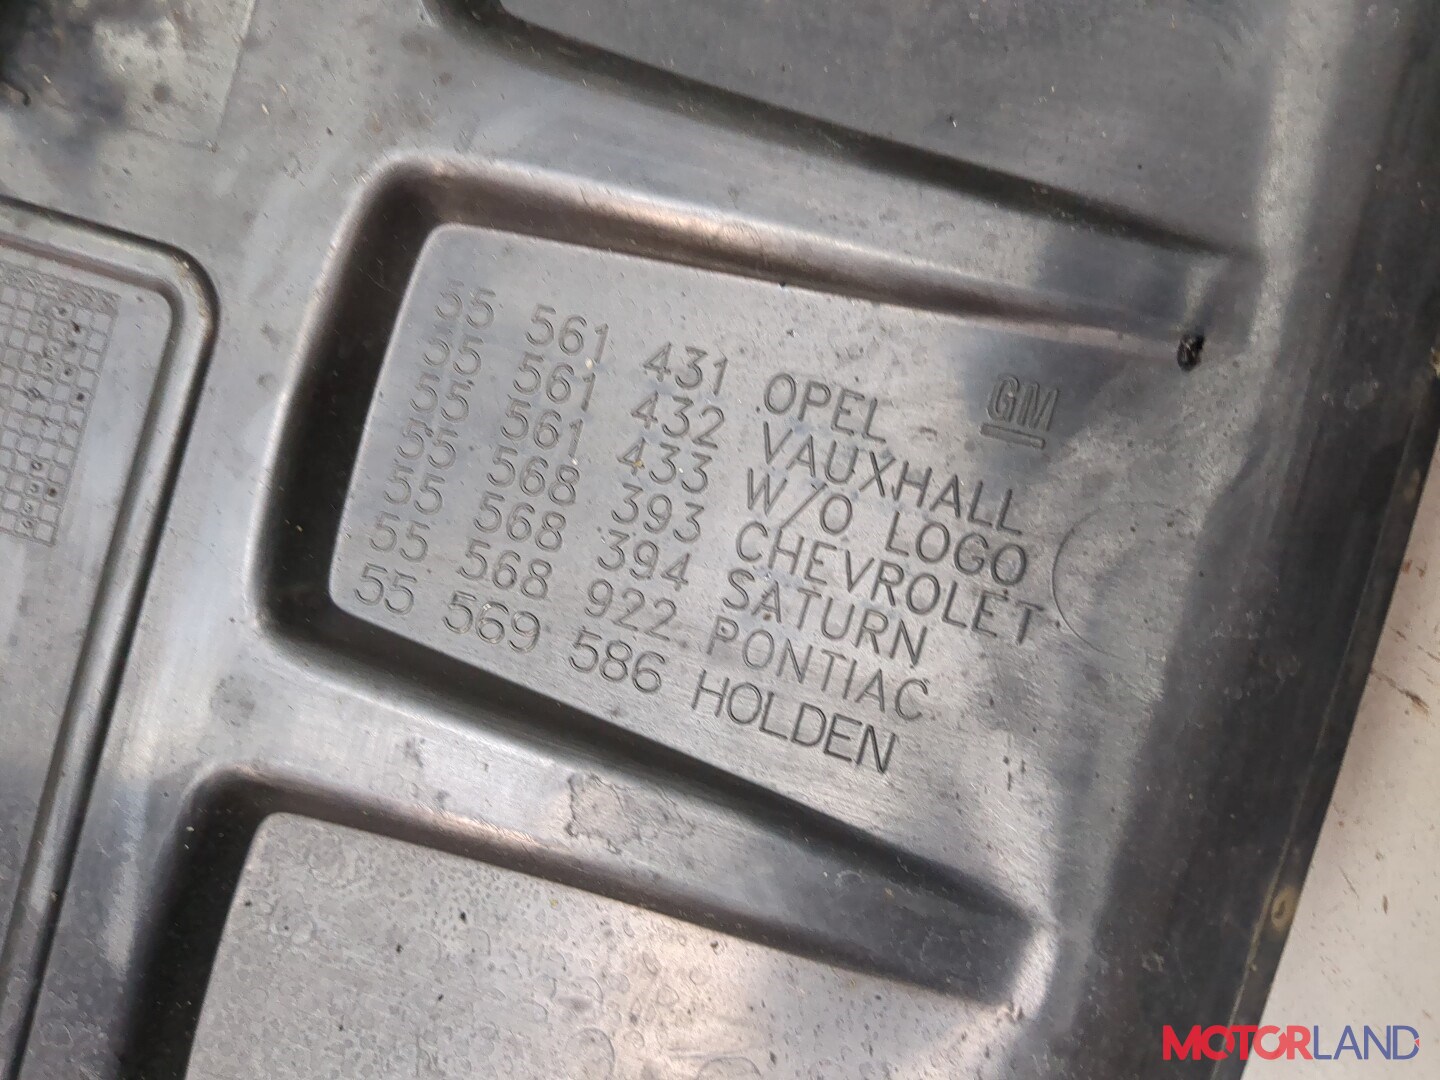 55 561 431 OPEL GM
55 561 432 VAUXHALL
55 561 433 W/O LOGO
55 568 393 CHEVROLET
55 568 394 SATURN
55 568 922 PONTIAC
55 569 586 HOLDEN
MOTORLAND